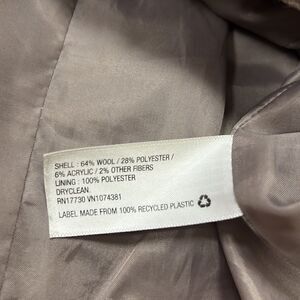 SHELL : 64% WOOL / 28% POLYESTER /
6% ACRYLIC / 2% OTHER FIBERS
LINING : 100% POLYESTER
DRYCLEAN.
RN17730 VN1074381
LABEL MADE FROM 100% RECYCLED PLASTIC